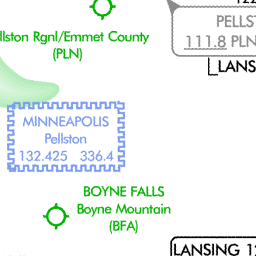 PELLST
111.8 PLN
LANS
llston Rgnl/Emmet County
(PLN)
MINNEAPOLIS
Pellston
132.425 336.4
BOYNE FALLS
Boyne Mountain
(BFA)
LANSING 12